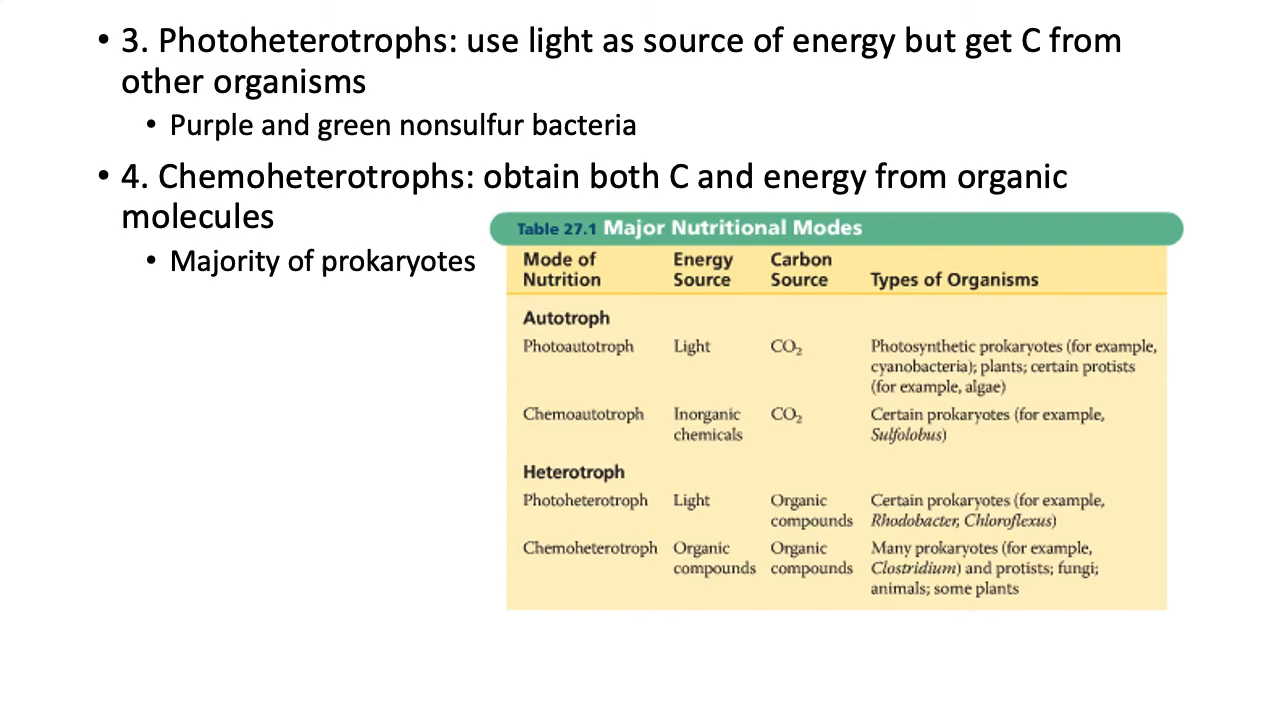 • 3. Photoheterotrophs: use light as source of energy but get C from
other organisms
• Purple and green nonsulfur bacteria
• 4. Chemoheterotrophs: obtain both C and energy from organic
molecules
• Majority of prokaryotes
Table 27.1 Major Nutritional Modes
Mode of Nutrition Energy Source Carbon Source Types of Organisms
Autotroph
Photoautotroph Light CO₂ Photosynthetic prokaryotes (for example,
cyanobacteria); plants; certain protists
(for example, algae)
Chemoautotroph Inorganic chemicals CO₂ Certain prokaryotes (for example,
Sulfolobus)
Heterotroph
Photoheterotroph Light Organic compounds Certain prokaryotes (for example,
Rhodobacter, Chloroflexus)
Chemoheterotroph Organic compounds Organic compounds Many prokaryotes (for example,
Clostridium) and protists; fungi;
animals; some plants